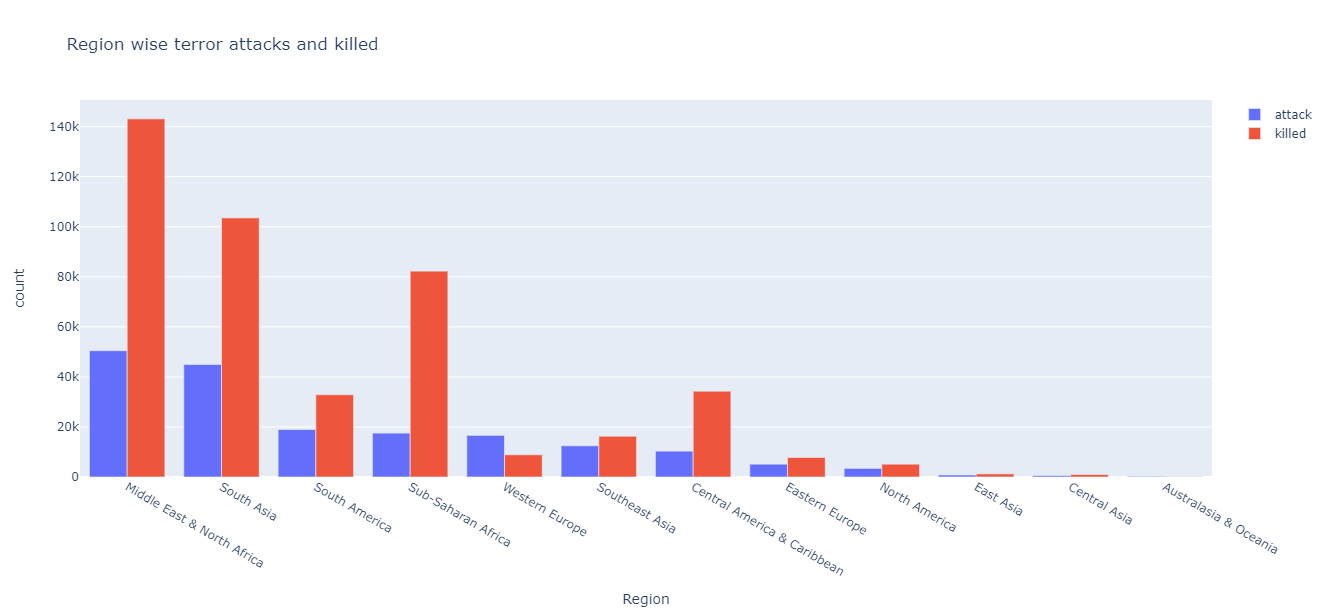 Region wise terror attacks and killed
attack
killed
140k
120k
100k
80k
60k
40k
20k
0
count
Middle East & North Africa
South Asia
South America
Sub-Saharan Africa
Western Europe
Southeast Asia
Central America & Caribbean
Eastern Europe
North America
East Asia
Central Asia
Australasia & Oceania
Region